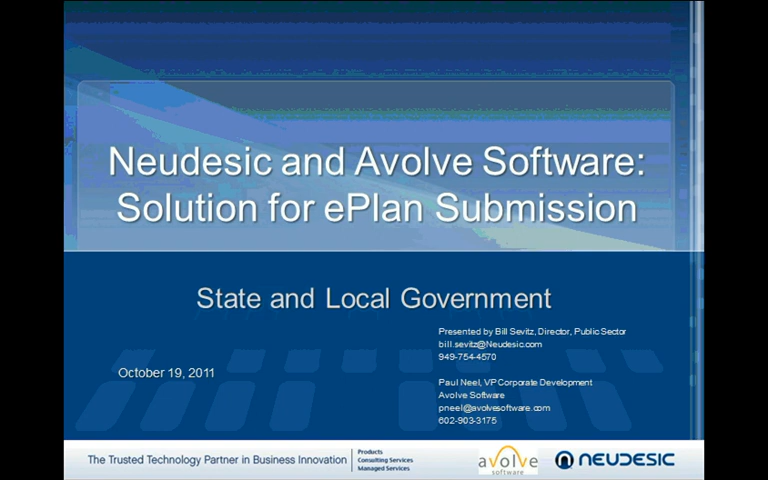 Neudesic and Avolve Software:
Solution for ePlan Submission
State and Local Government
Presented by Bill Sevitz, Director, Public Sector
bill.sevitz@Neudesic.com
949-754-4570
October 19, 2011
Paul Neel, VP Corporate Development
Avolve Software
pneel@avolvesoftware.com
602-903-3175
The Trusted Technology Partner in Business Innovation
Products
Consulting Services
Managed Services
avolve
software
NEUDESIC